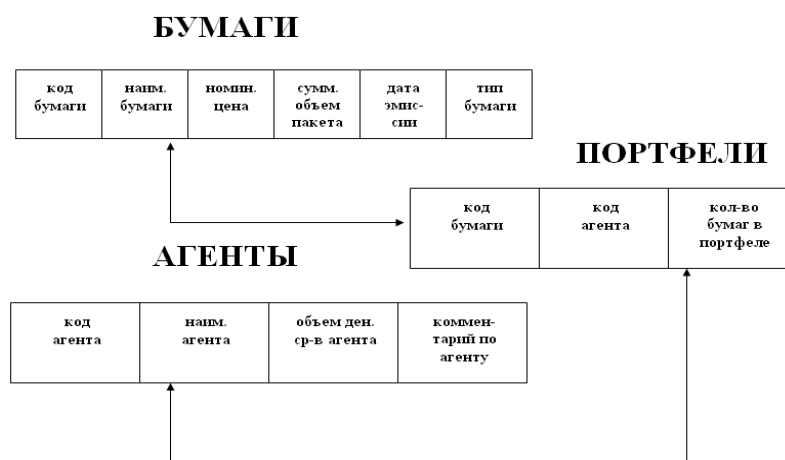 БУМАГИ
код
бумаги
наим.
бумаги
номин.
цена
сумм.
объем
пакета
дата
эмис-
сии
тип
бумаги
ПОРТФЕЛИ
код
бумаги
код
агента
кол-во
бумаг в
портфеле
АГЕНТЫ
код
агента
наим.
агента
объем ден.
ср-в агента
коммен-
тарий по
агенту